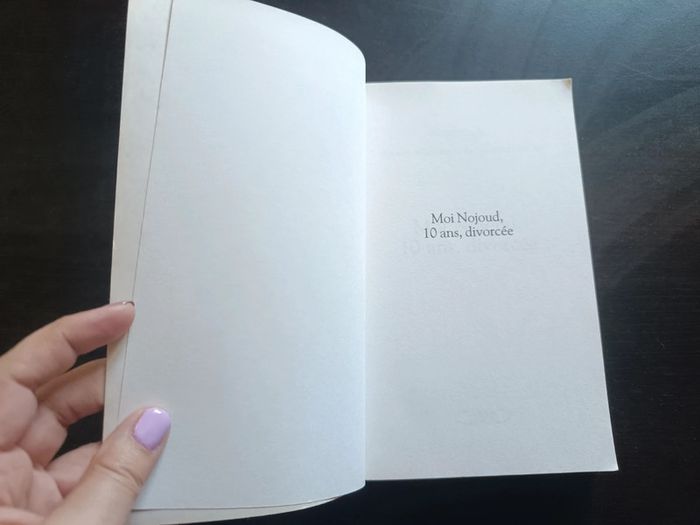 Moi Nojoud,
10 ans, divorcée